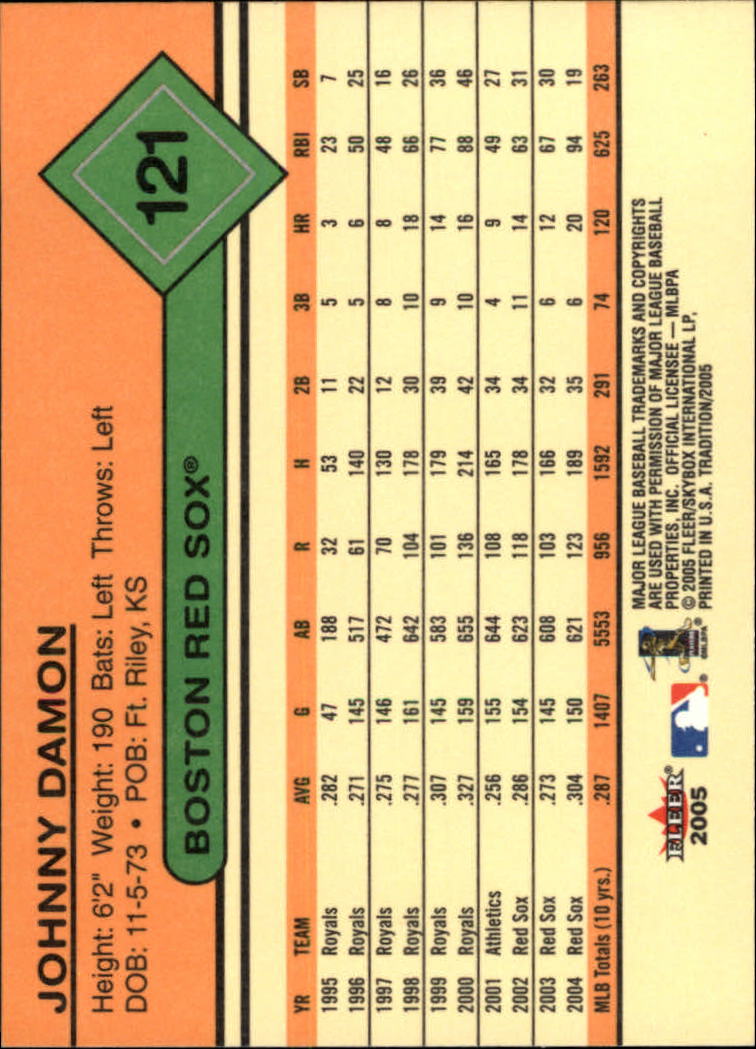 JOHNNY DAMON
Height: 6'2" Weight: 190 Bats: Left Throws: Left
DOB: 11-5-73 • POB: Ft. Riley, KS
121
BOSTON RED SOX®
YR TEAM AVG G AB R H 2B 3B HR RBI SB
1995 Royals .282 47 188 32 53 11 5 3 23 7
1996 Royals .271 145 517 61 140 22 5 6 50 25
1997 Royals .275 146 472 70 130 12 8 8 48 16
1998 Royals .277 161 642 104 178 30 10 18 66 26
1999 Royals .307 145 583 101 179 39 9 14 77 36
2000 Royals .327 159 655 136 214 42 10 16 88 46
2001 Athletics .256 155 644 108 165 34 4 9 49 27
2002 Red Sox .286 154 623 118 178 34 11 14 63 31
2003 Red Sox .273 145 608 103 166 32 6 12 67 30
2004 Red Sox .304 150 621 123 189 35 6 20 94 19
MLB Totals (10 yrs.) .287 1407 5553 956 1592 291 74 120 625 263
FLEER®
2005
®
®
©MLBPA
MAJOR LEAGUE BASEBALL TRADEMARKS AND COPYRIGHTS
ARE USED WITH PERMISSION OF MAJOR LEAGUE BASEBALL
PROPERTIES, INC. OFFICIAL LICENSEE — MLBPA
© 2005 FLEER/SKYBOX INTERNATIONAL LP,
PRINTED IN U.S.A. TRADITION/2005